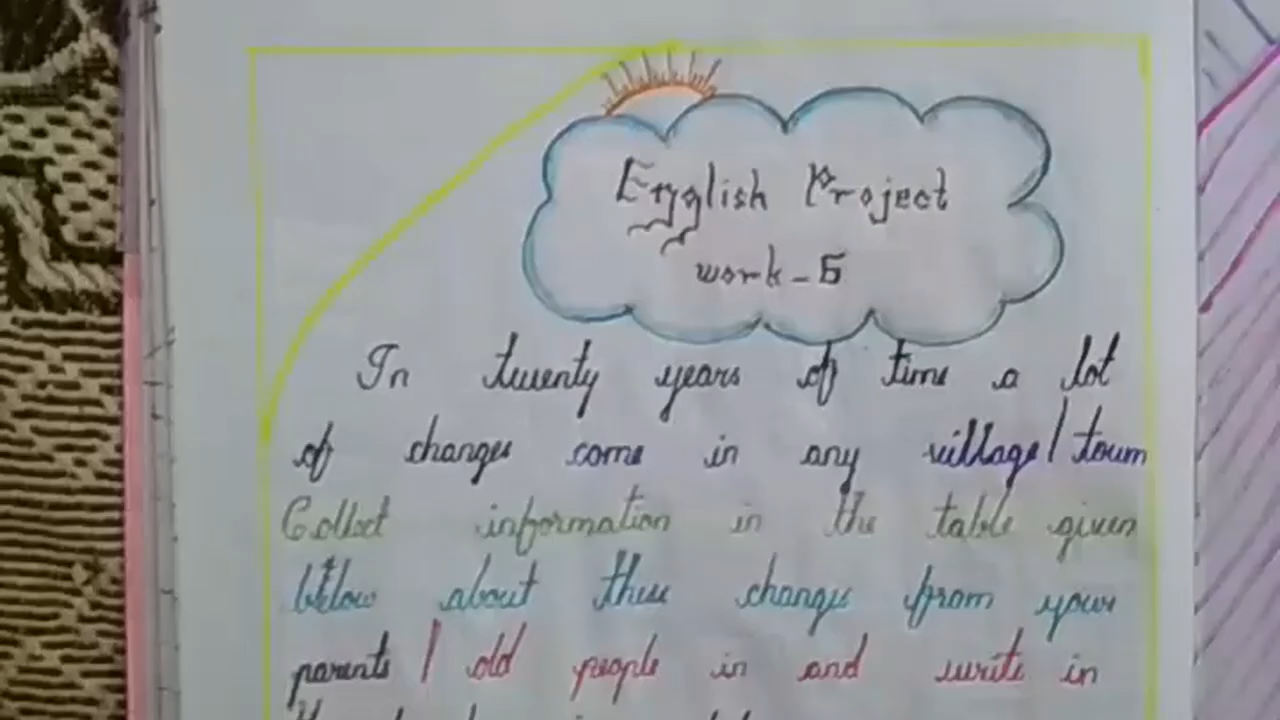 English Project
work-5
In twenty years of time a lot
of changes come in any village/town
Collect information in the table given
below about these changes from your
parents / old people in and write in